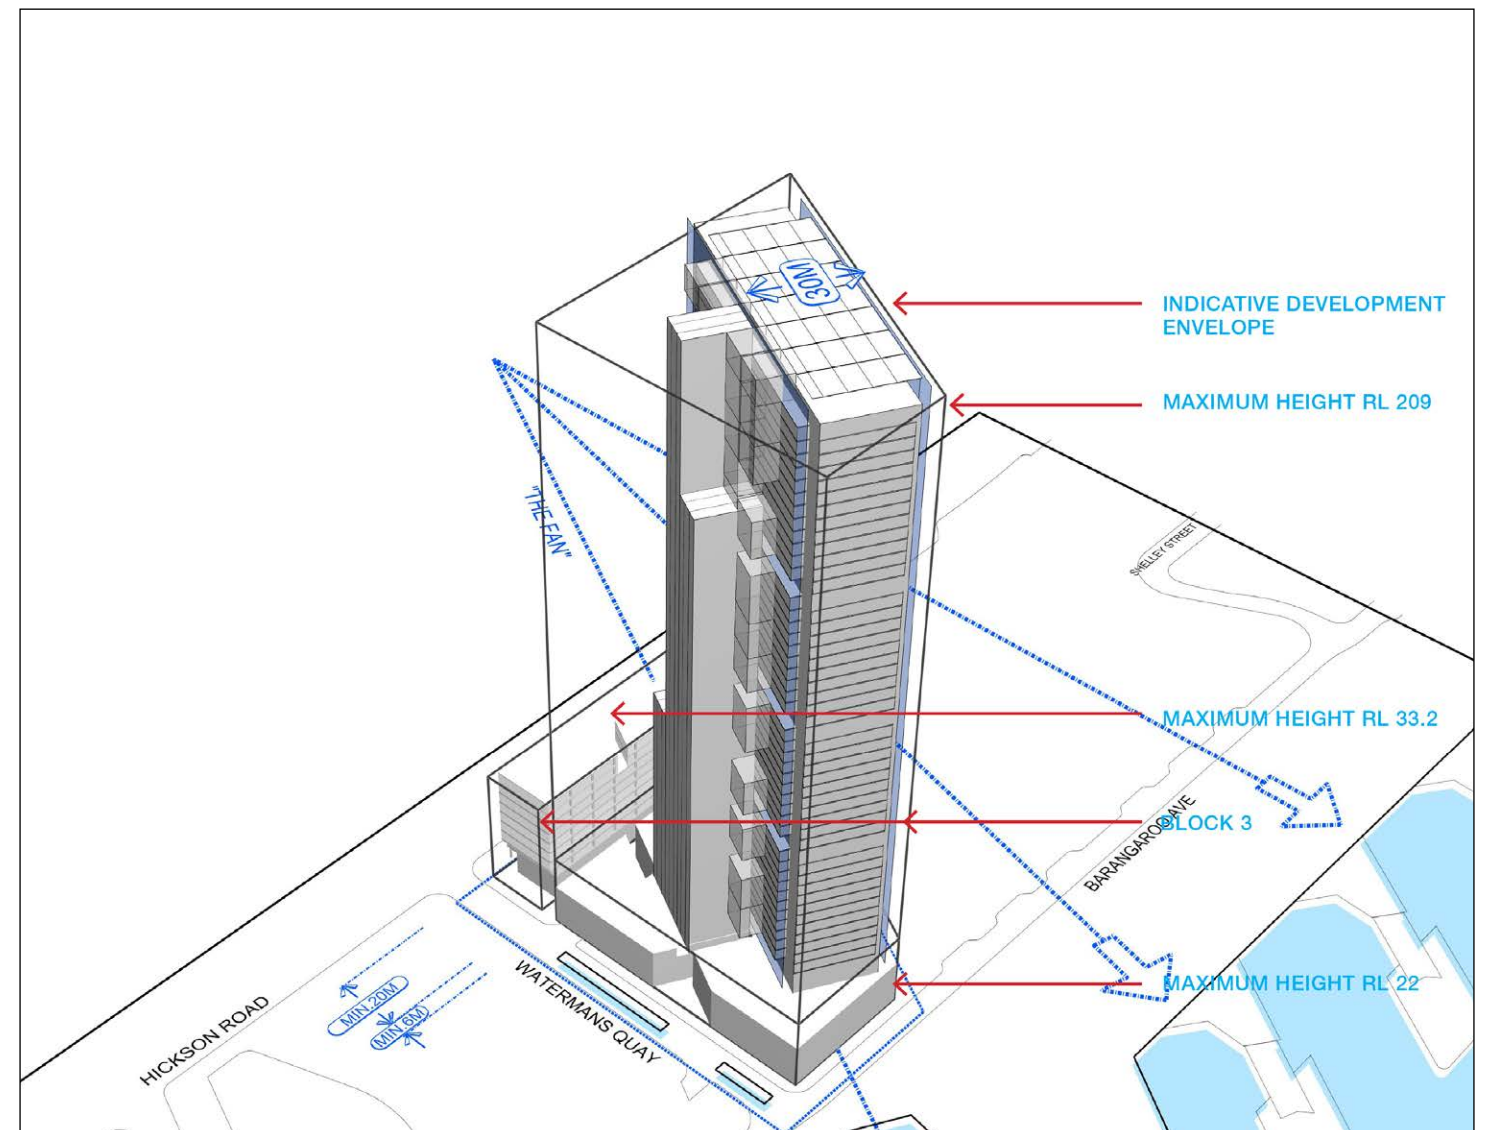 30M
INDICATIVE DEVELOPMENT
ENVELOPE
MAXIMUM HEIGHT RL 209
"THE FAN"
SHELLEY STREET
MAXIMUM HEIGHT RL 33.2
BLOCK 3
BARANGAROO AVE
MAXIMUM HEIGHT RL 22
WATERMANS QUAY
MIN.20M
MIN.6M
HICKSON ROAD